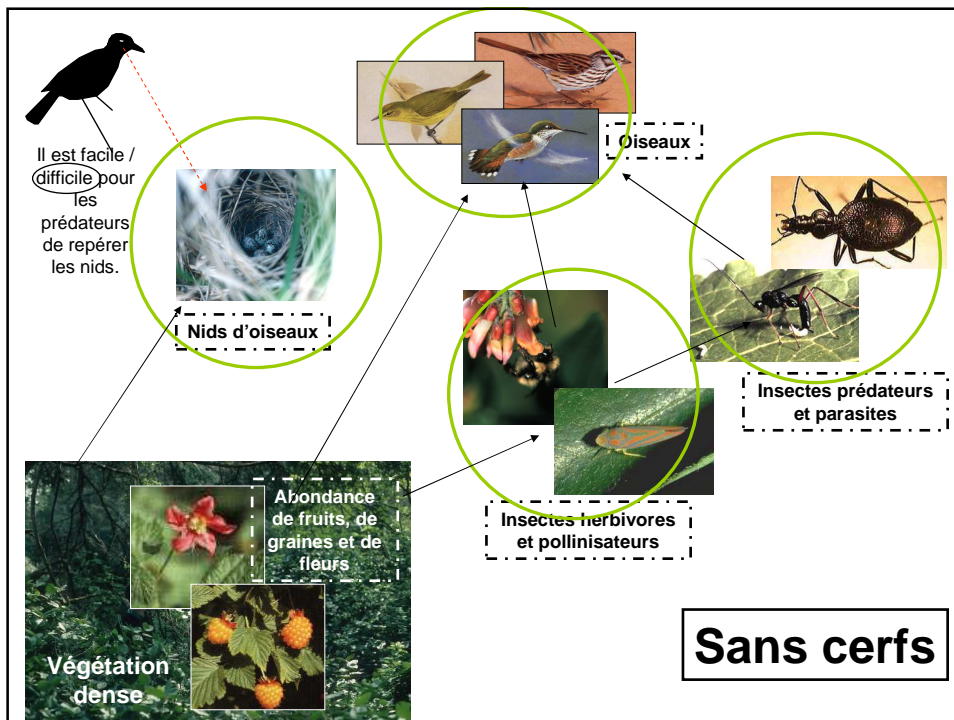 Il est facile /
difficile pour
les
prédateurs
de repérer
les nids.
Nids d'oiseaux
Oiseaux
Insectes prédateurs
et parasites
Insectes herbivores
et pollinisateurs
Abondance
de fruits, de
graines et de
fleurs
Végétation
dense
Sans cerfs